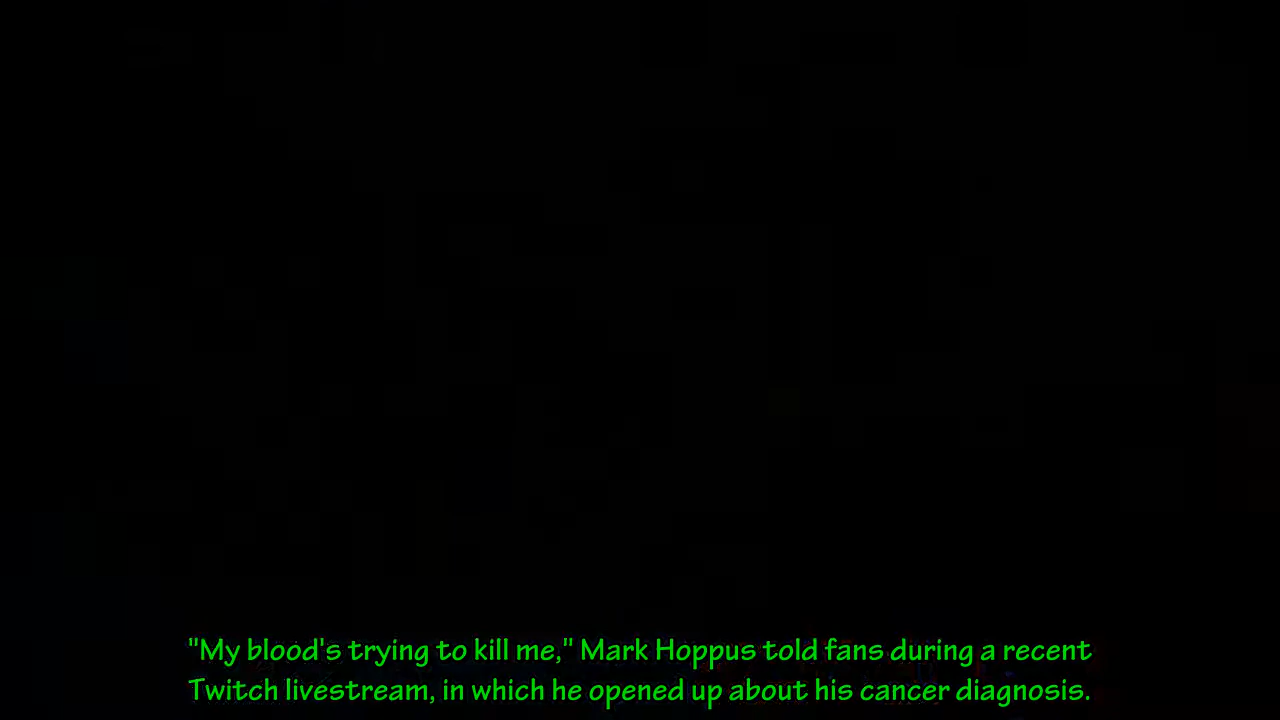 "My blood's trying to kill me," Mark Hoppus told fans during a recent
Twitch livestream, in which he opened up about his cancer diagnosis.